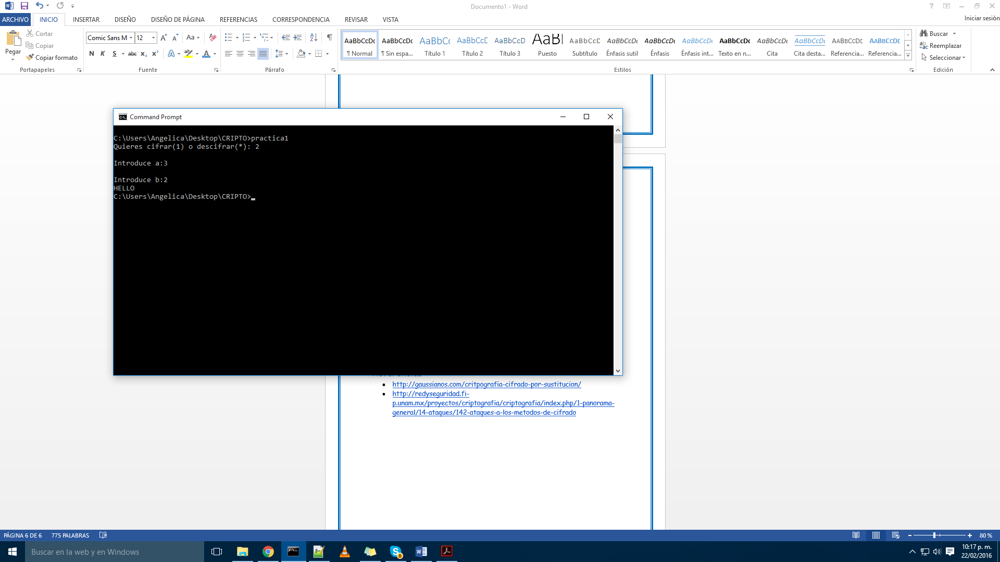 Documento1 - Word
ARCHIVO INICIO INSERTAR DISEÑO DISEÑO DE PÁGINA REFERENCIAS CORRESPONDENCIA REVISAR VISTA Iniciar sesión
Pegar
Cortar
Copiar
Copiar formato
Portapapeles
Comic Sans M 12
N K S abc x₂ x²
Fuente
Párrafo
AaBbCcDc AaBbCcDc AaBbCc AaBbCcC AaBbCcD AaBl AaBbCcD AaBbCcDc AaBbCcDc AaBbCcDc AaBbCcDc AaBbCcDc AaBbCcDc AABBCCDE AABBCCDE
¶ Normal ¶ Sin espa... Título 1 Título 2 Título 3 Puesto Subtítulo Énfasis sutil Énfasis Énfasis int... Texto en n... Cita Cita desta... Referencia... Referencia...
Estilos
Buscar
Reemplazar
Seleccionar
Edición
Command Prompt
C:\Users\Angelica\Desktop\CRIPTO>practica1
Quieres cifrar(1) o descifrar(*): 2
Introduce a:3
Introduce b:2
HELLO
C:\Users\Angelica\Desktop\CRIPTO>
http://gaussianos.com/critpografia-cifrado-por-sustitucion/
http://redyseguridad.fi-
p.unam.mx/proyectos/criptografia/criptografia/index.php/1-panorama-
general/14-ataques/142-ataques-a-los-metodos-de-cifrado
PÁGINA 6 DE 6 775 PALABRAS 80 %
Buscar en la web y en Windows
10:17 p. m.
22/02/2016